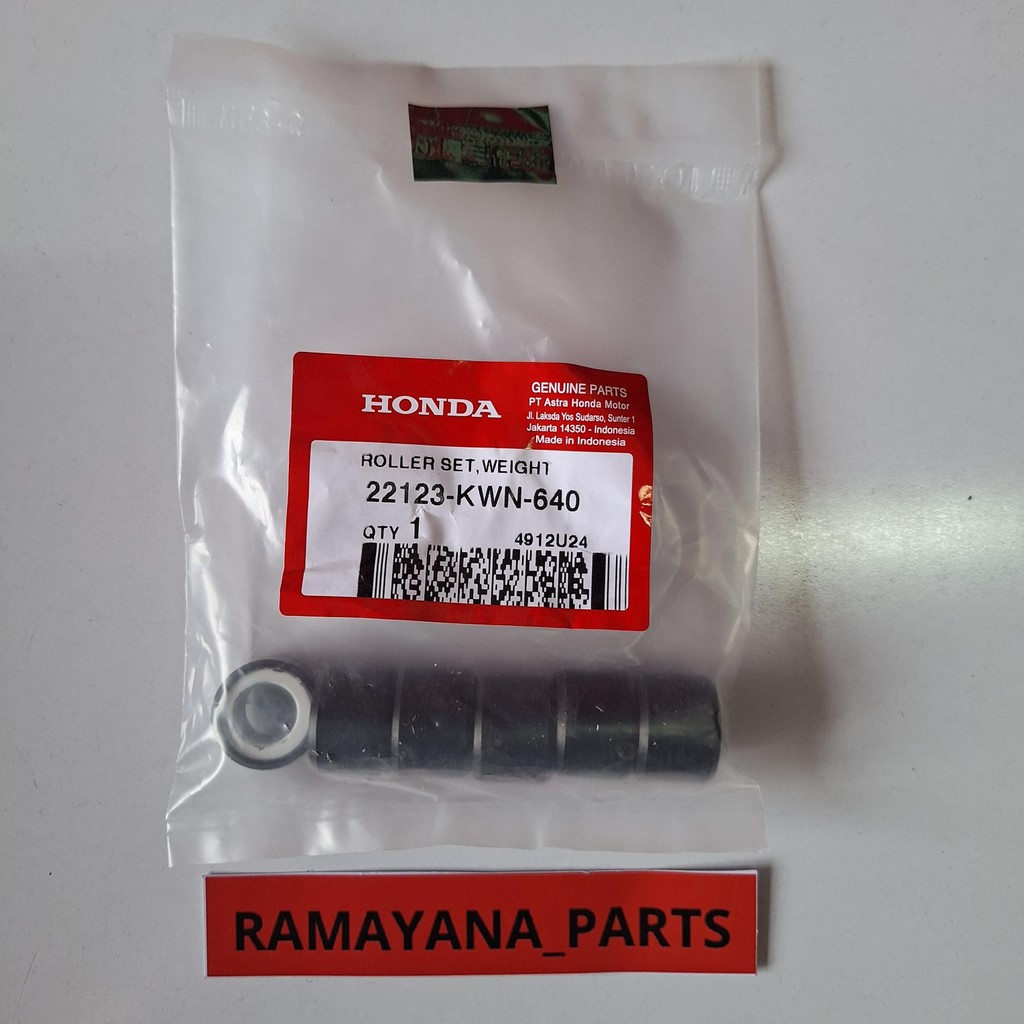 HONDA
GENUINE PARTS
PT Astra Honda Motor
Jl. Laksda Yos Sudarso, Sunter 1
Jakarta 14350 - Indonesia
Made in Indonesia
ROLLER SET,WEIGHT
22123-KWN-640
QTY 1
4912U24
RAMAYANA_PARTS